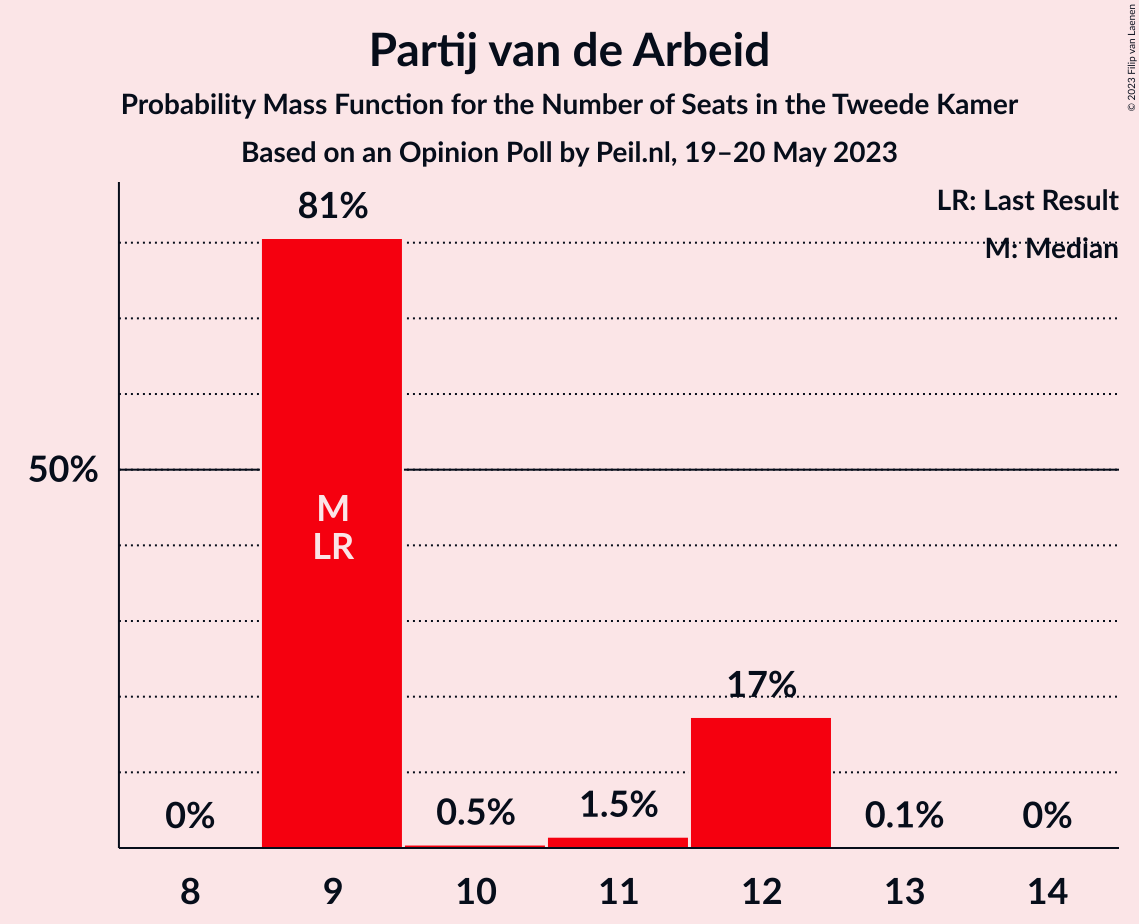 Partij van de Arbeid
Probability Mass Function for the Number of Seats in the Tweede Kamer
Based on an Opinion Poll by Peil.nl, 19–20 May 2023
© 2023 Filip van Laenen
LR: Last Result
M: Median
81%
50%
M
LR
17%
0%
0.5%
1.5%
0.1%
0%
8 9 10 11 12 13 14